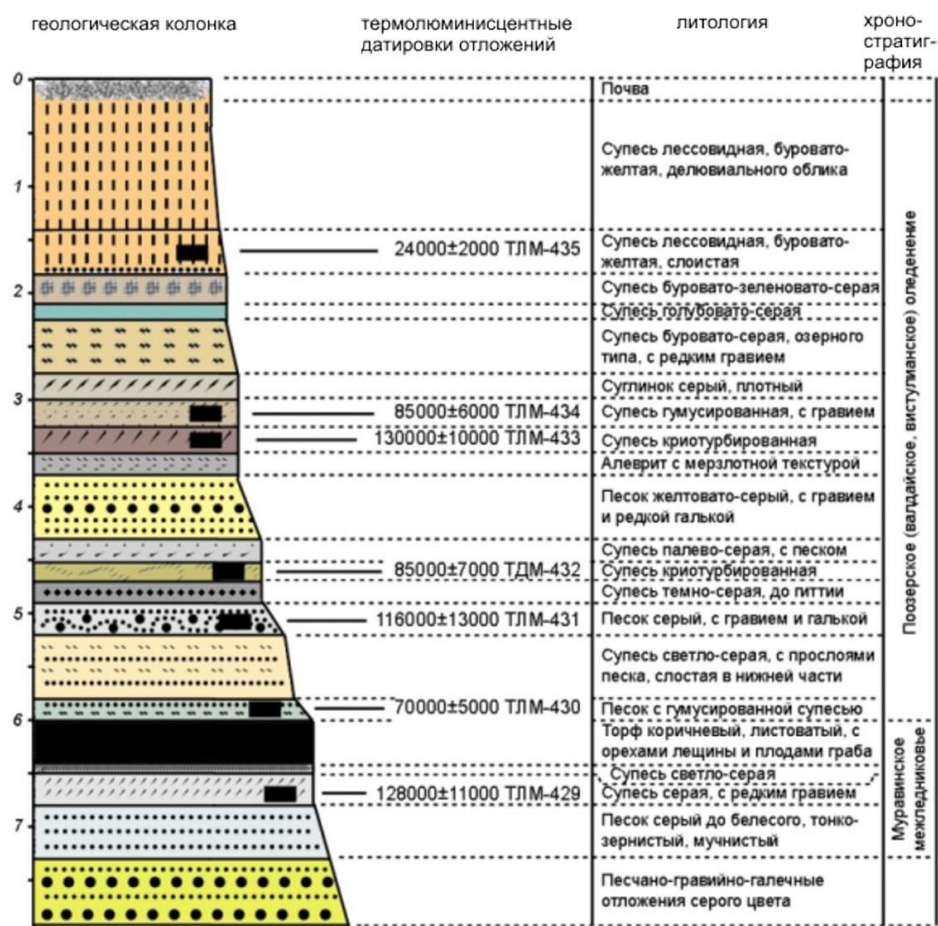 геологическая колонка
термолюминисцентные
датировки отложений
литология
хроно-
стратиг-
рафия
0
Почва
Супесь лессовидная, буровато-
желтая, делювиального облика
1
24000±2000 ТЛМ-435
Супесь лессовидная, буровато-
желтая, слоистая
2
Супесь буровато-зеленовато-серая
Супесь голубовато-серая
Супесь буровато-серая, озерного
типа, с редким гравием
Суглинок серый, плотный
3
85000±6000 ТЛМ-434
Супесь гумусированная, с гравием
130000±10000 ТЛМ-433
Супесь криотурбированная
Алеврит с мерзлотной текстурой
4
Песок желтовато-серый, с гравием
и редкой галькой
Супесь палево-серая, с песком
85000±7000 ТДМ-432
Супесь криотурбированная
Супесь темно-серая, до гиттии
5
116000±13000 ТЛМ-431
Песок серый, с гравием и галькой
Супесь светло-серая, с прослоями
песка, слостая в нижней части
70000±5000 ТЛМ-430
Песок с гумусированной супесью
6
Торф коричневый, листоватый, с
орехами лещины и плодами граба
Супесь светло-серая
128000±11000 ТЛМ-429
Супесь серая, с редким гравием
7
Песок серый до белесого, тонко-
зернистый, мучнистый
Песчано-гравийно-галечные
отложения серого цвета
Поозерское (валдайское, вистулианское) оледенение
Муравинское
межледниковье